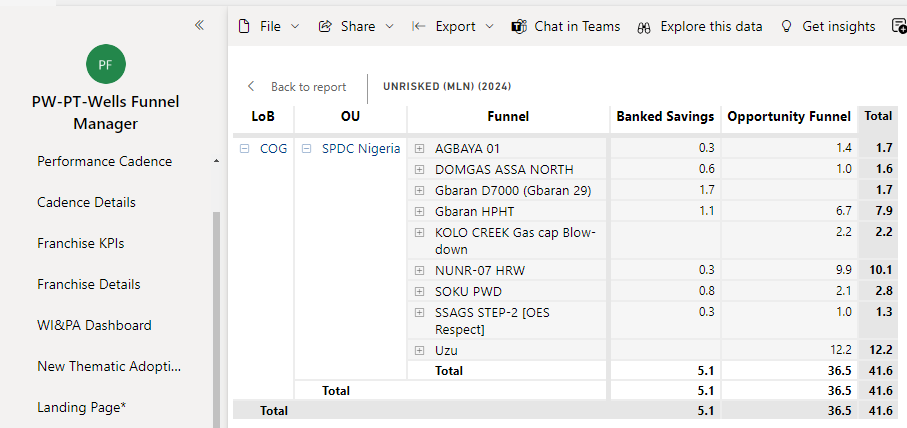 File Share Export Chat in Teams Explore this data Get insights
PF
PW-PT-Wells Funnel
Manager
Performance Cadence
Cadence Details
Franchise KPIs
Franchise Details
WI&PA Dashboard
New Thematic Adopti...
Landing Page*
Back to report UNRISKED (MLN) (2024)
LoB OU Funnel Banked Savings Opportunity Funnel Total
COG SPDC Nigeria AGBAYA 01 0.3 1.4 1.7
DOMGAS ASSA NORTH 0.6 1.0 1.6
Gbaran D7000 (Gbaran 29) 1.7 1.7
Gbaran HPHT 1.1 6.7 7.9
KOLO CREEK Gas cap Blow- 2.2 2.2
down
NUNR-07 HRW 0.3 9.9 10.1
SOKU PWD 0.8 2.1 2.8
SSAGS STEP-2 [OES 0.3 1.0 1.3
Respect]
Uzu 12.2 12.2
Total 5.1 36.5 41.6
Total 5.1 36.5 41.6
Total 5.1 36.5 41.6